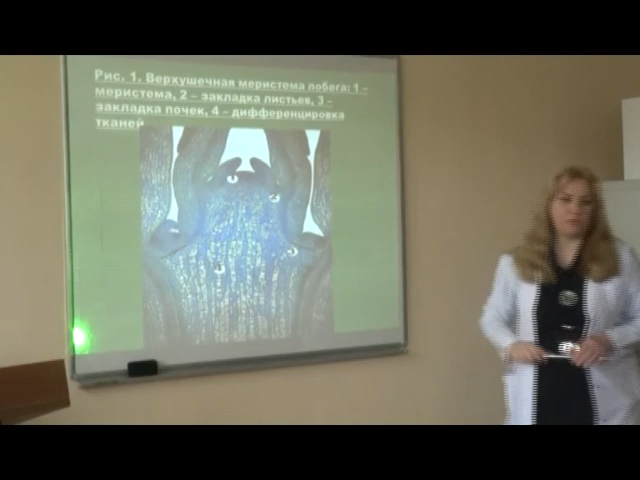 Рис. 1. Верхушечная меристема побега: 1 –
меристема, 2 – закладка листьев, 3 –
закладка почек, 4 – дифференцировка
тканей